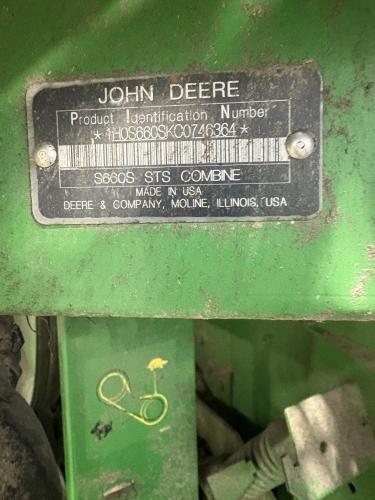 JOHN DEERE
Product Identification Number
*1H0S660SKC0746364*
S660S STS COMBINE
MADE IN USA
DEERE & COMPANY, MOLINE, ILLINOIS, USA